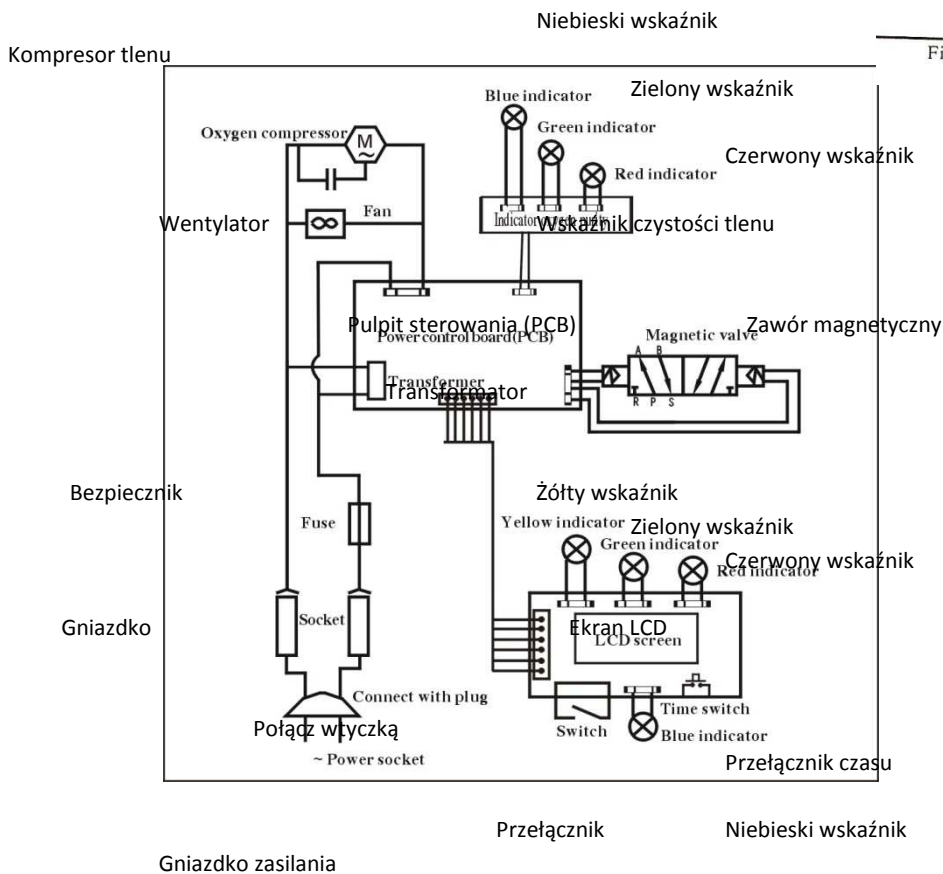 Niebieski wskaźnik
Kompresor tlenu
Fi
Zielony wskaźnik
Blue indicator
Green indicator
Oxygen compressor
M
~
Czerwony wskaźnik
Red indicator
Fan
Wentylator
Wskaźnik czystości tlenu
Indicator oxygen purity
Pulpit sterowania (PCB)
Power control board(PCB)
Zawór magnetyczny
Magnetic valve
A B
R P S
Transformer
Transformator
Bezpiecznik
Fuse
Żółty wskaźnik
Yellow indicator
Zielony wskaźnik
Green indicator
Czerwony wskaźnik
Red indicator
Gniazdko
Socket
Ekran LCD
LCD screen
Connect with plug
Połącz wtyczką
Time switch
Switch
Blue indicator
~ Power socket
Przełącznik czasu
Przełącznik
Niebieski wskaźnik
Gniazdko zasilania